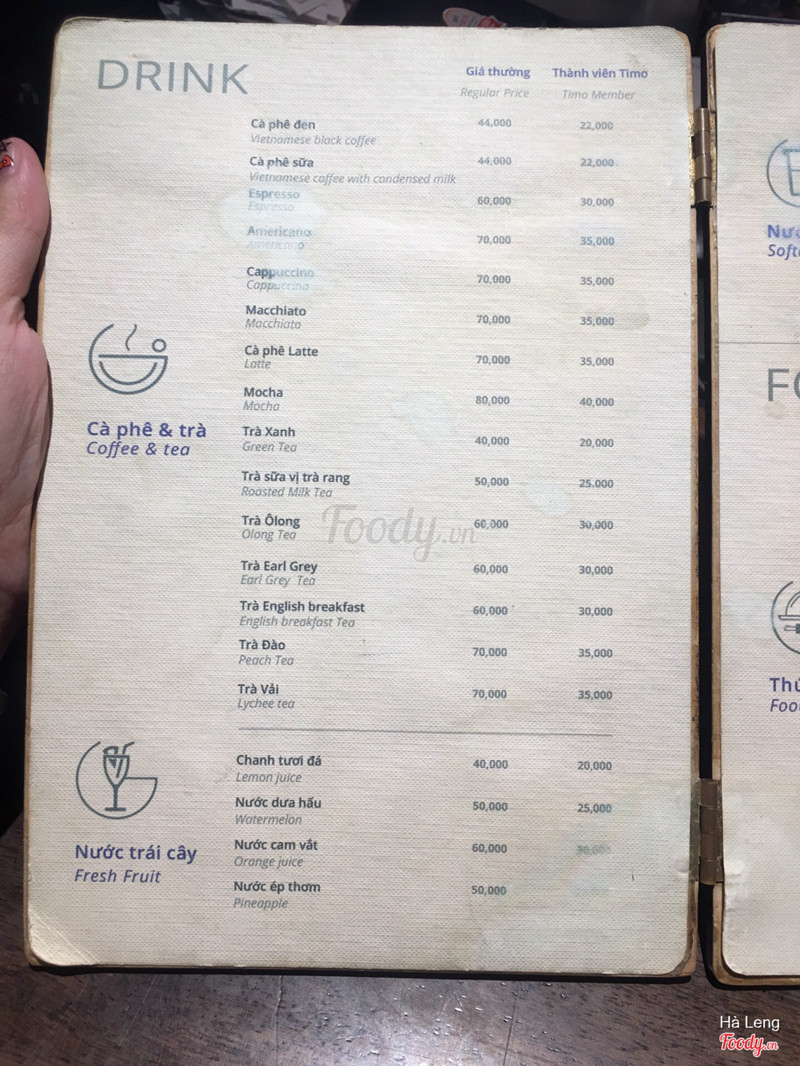 DRINK
Giá thường Thành viên Timo
Regular Price Timo Member
Cà phê đen 44,000 22,000
Vietnamese black coffee
Cà phê sữa 44,000 22,000
Vietnamese coffee with condensed milk
Espresso 60,000 30,000
Espresso
Americano 70,000 35,000
Americano
Cappuccino 70,000 35,000
Cappuccino
Macchiato 70,000 35,000
Macchiato
Cà phê Latte 70,000 35,000
Latte
Mocha 80,000 40,000
Mocha
Cà phê & trà
Coffee & tea
Trà Xanh 40,000 20,000
Green Tea
Trà sữa vị trà rang 50,000 25.000
Roasted Milk Tea
Trà Ôlong 60,000 30,000
Olong Tea
Foody.vn
Trà Earl Grey 60,000 30,000
Earl Grey Tea
Trà English breakfast 60,000 30,000
English breakfast Tea
Trà Đào 70,000 35,000
Peach Tea
Trà Vải 70,000 35,000
Lychee tea
Chanh tươi đá 40,000 20,000
Lemon juice
Nước dưa hấu 50,000 25,000
Watermelon
Nước trái cây
Fresh Fruit
Nước cam vắt 60,000 30,000
Orange juice
Nước ép thơm 50,000
Pineapple
Hà Leng
Foody.vn